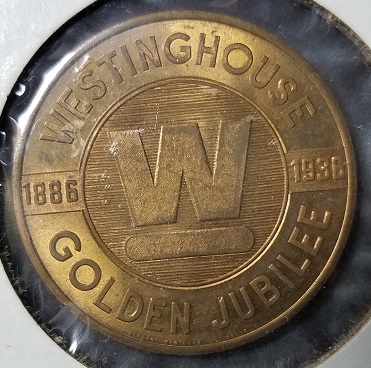 WESTINGHOUSE
1886 1936
W
GOLDEN JUBILEE